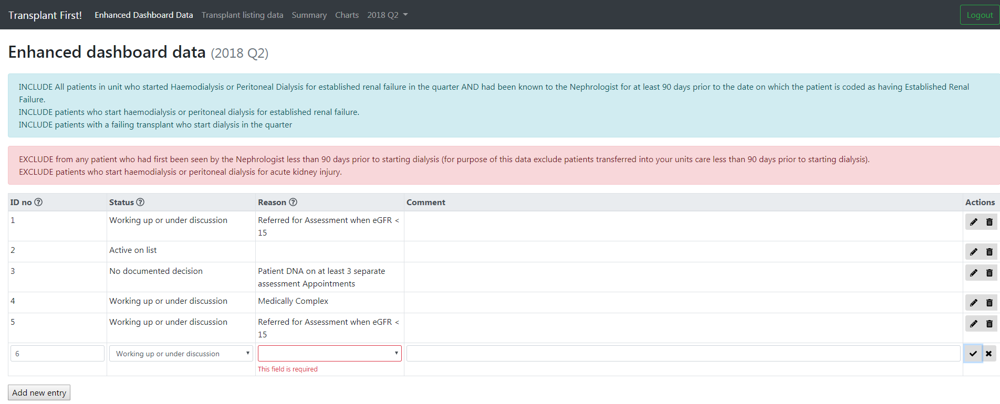 Transplant First! Enhanced Dashboard Data Transplant listing data Summary Charts 2018 Q2 Logout
Enhanced dashboard data (2018 Q2)
INCLUDE All patients in unit who started Haemodialysis or Peritoneal Dialysis for established renal failure in the quarter AND had been known to the Nephrologist for at least 90 days prior to the date on which the patient is coded as having Established Renal
Failure.
INCLUDE patients who start haemodialysis or peritoneal dialysis for established renal failure.
INCLUDE patients with a failing transplant who start dialysis in the quarter
EXCLUDE from any patient who had first been seen by the Nephrologist less than 90 days prior to starting dialysis (for purpose of this data exclude patients transferred into your units care less than 90 days prior to starting dialysis).
EXCLUDE patients who start haemodialysis or peritoneal dialysis for acute kidney injury.
ID no Status Reason Comment Actions
1 Working up or under discussion Referred for Assessment when eGFR <
15
2 Active on list
3 No documented decision Patient DNA on at least 3 separate
assessment Appointments
4 Working up or under discussion Medically Complex
5 Working up or under discussion Referred for Assessment when eGFR <
15
6 Working up or under discussion
This field is required
Add new entry